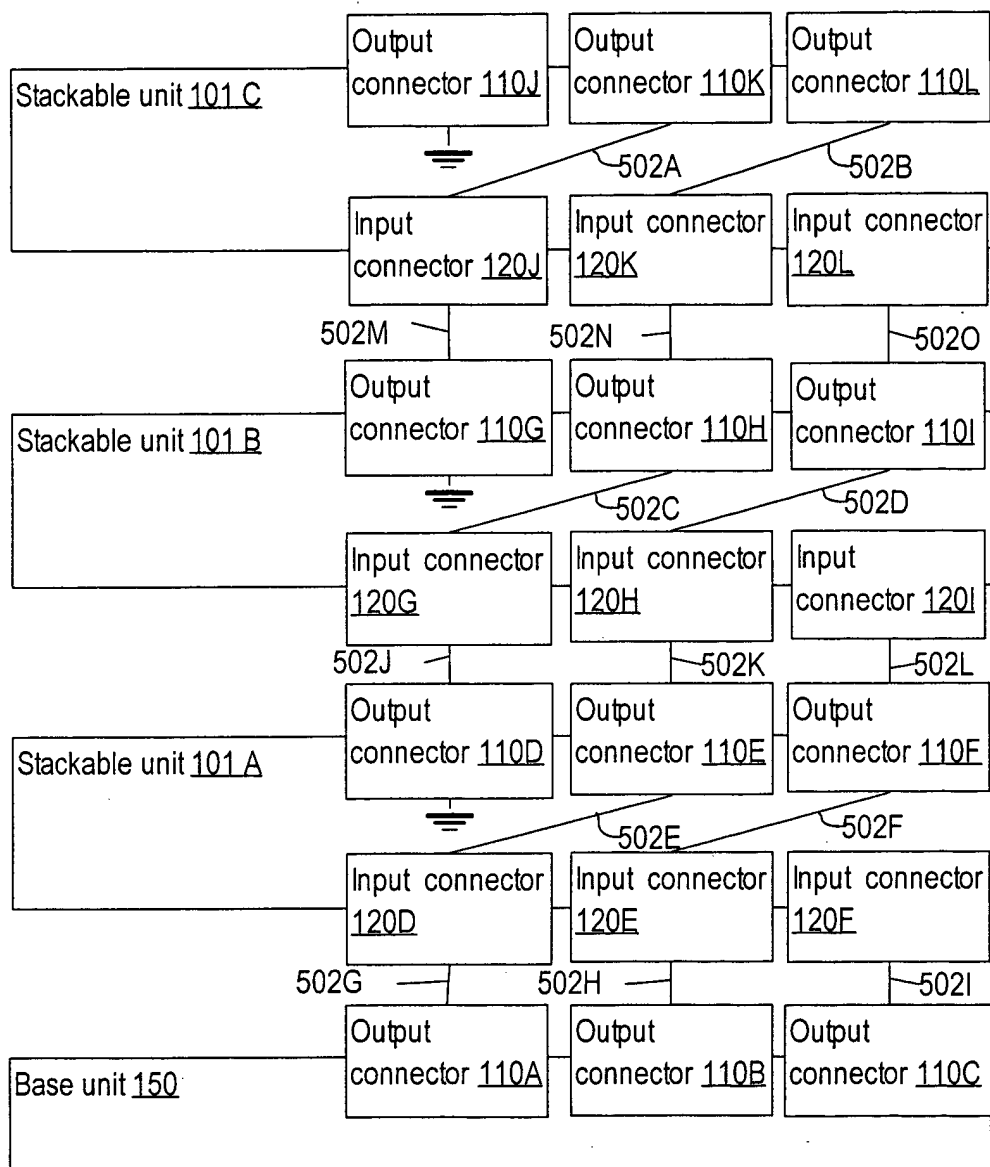 Output
connector 110J
Output
connector 110K
Output
connector 110L
Stackable unit 101 C
502A
502B
Input
connector 120J
Input connector
120K
Input connector
120L
502M
502N
502O
Output
connector 110G
Output
connector 110H
Output
connector 110I
Stackable unit 101 B
502C
502D
Input connector
120G
Input connector
120H
Input
connector 120I
502J
502K
502L
Output
connector 110D
Output
connector 110E
Output
connector 110F
Stackable unit 101 A
502E
502F
Input connector
120D
Input connector
120E
Input connector
120F
502G
502H
502I
Output
connector 110A
Output
connector 110B
Output
connector 110C
Base unit 150